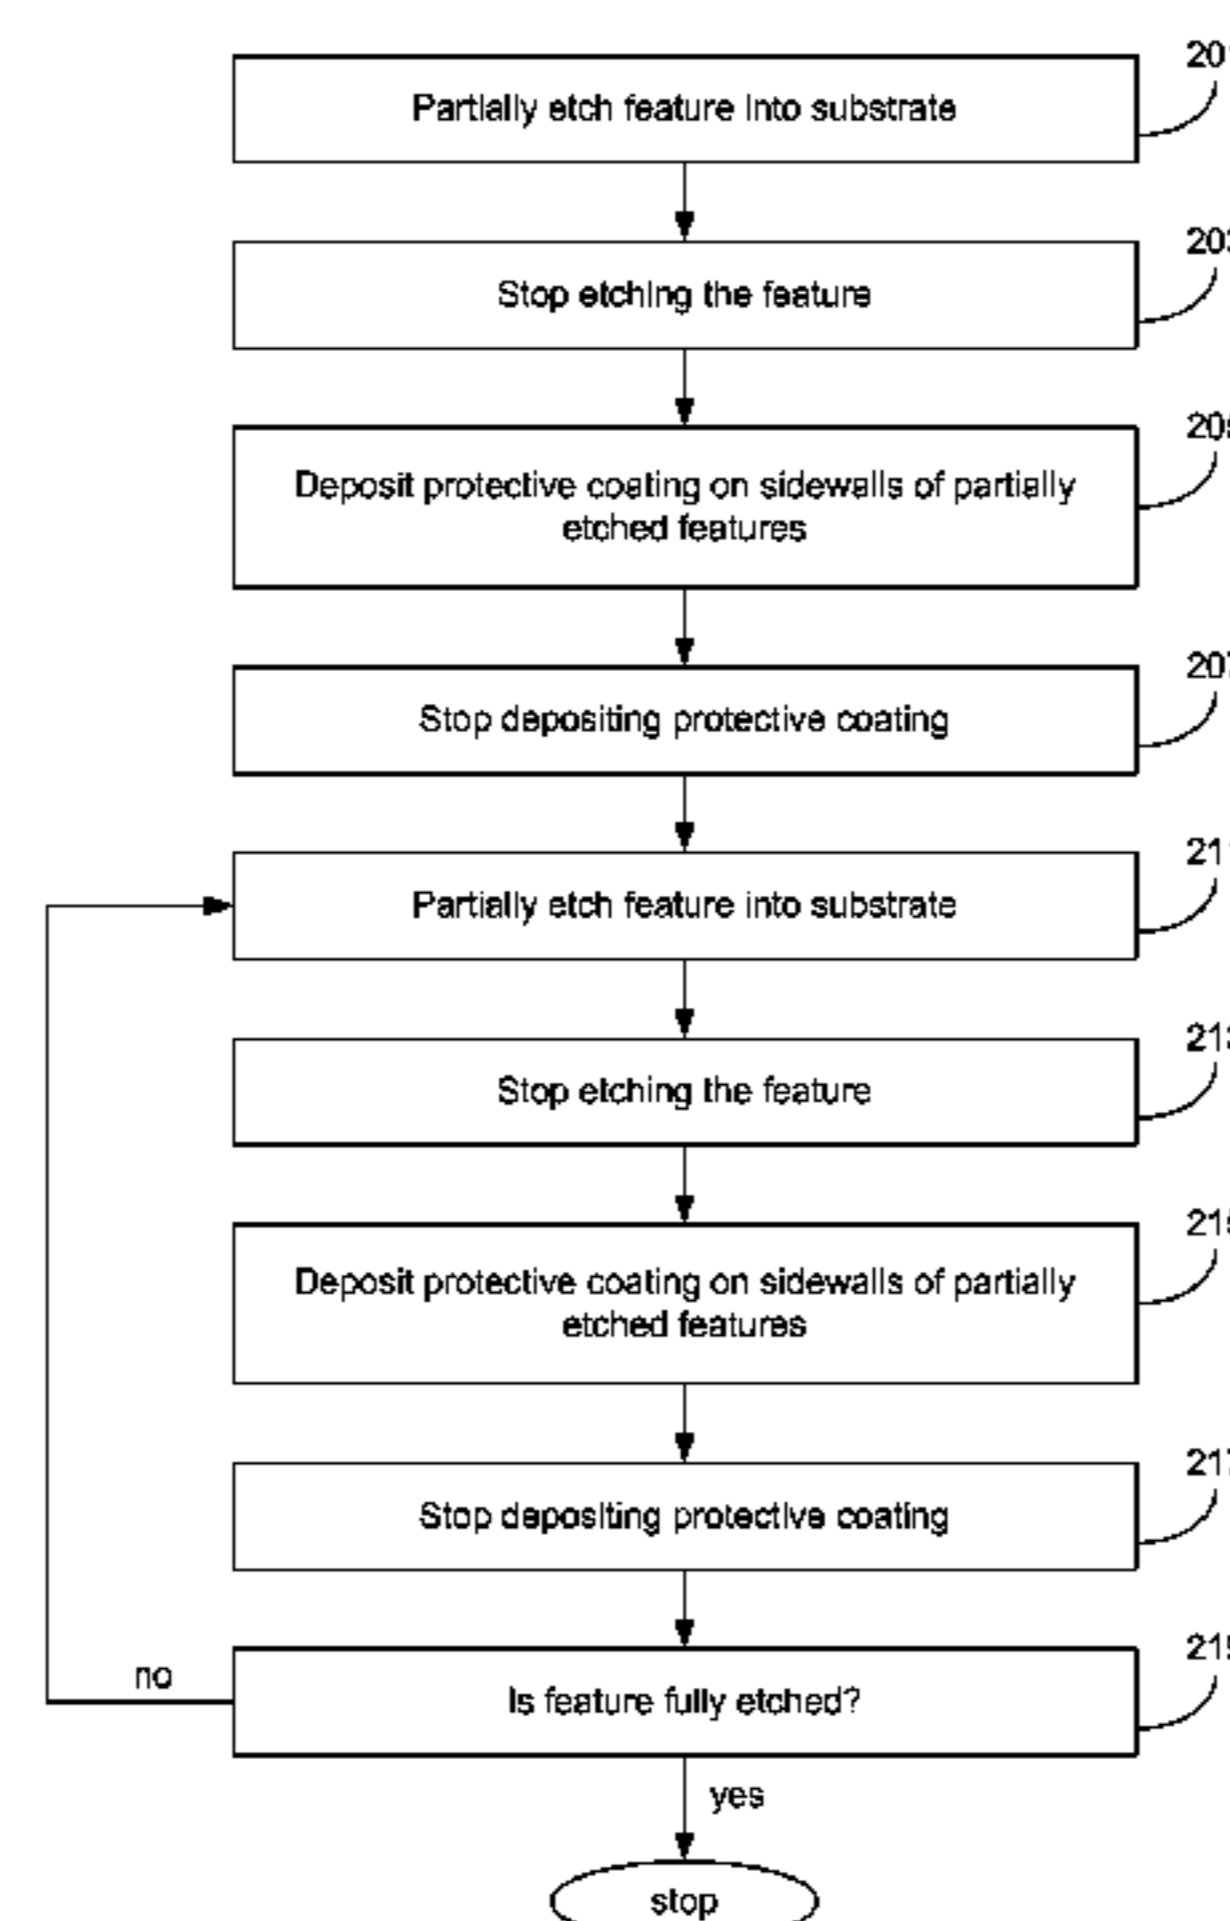 Partially etch feature into substrate
Stop etching the feature
Deposit protective coating on sidewalls of partially
etched features
Stop depositing protective coating
Partially etch feature into substrate
Stop etching the feature
Deposit protective coating on sidewalls of partially
etched features
Stop depositing protective coating
no
Is feature fully etched?
yes
stop